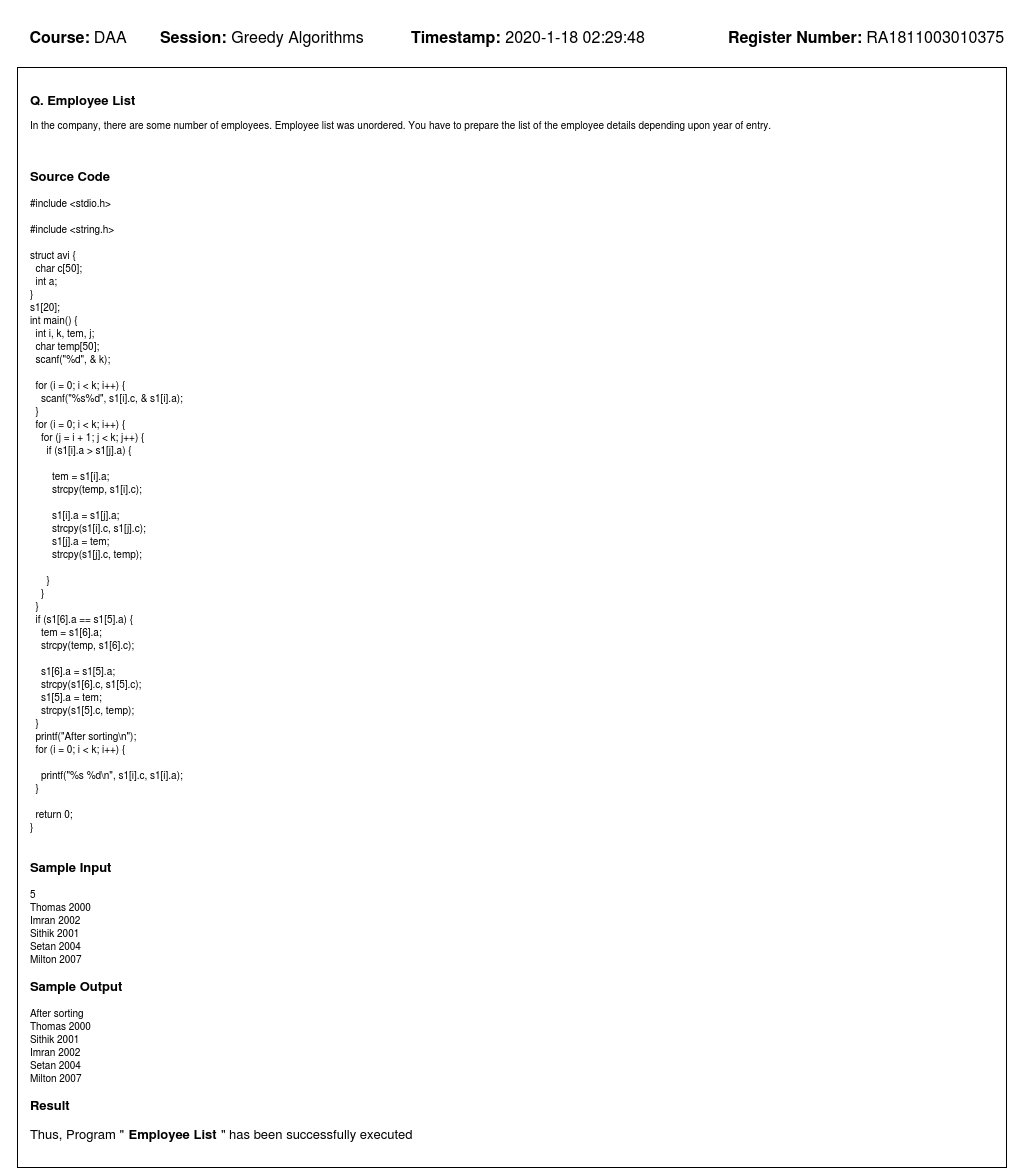 Course: DAA Session: Greedy Algorithms Timestamp: 2020-1-18 02:29:48 Register Number: RA1811003010375
Q. Employee List
In the company, there are some number of employees. Employee list was unordered. You have to prepare the list of the employee details depending upon year of entry.
Source Code
#include <stdio.h>
#include <string.h>
struct avi {
char c[50];
int a;
}
s1[20];
int main() {
int i, k, tem, j;
char temp[50];
scanf("%d", & k);
for (i = 0; i < k; i++) {
scanf("%s%d", s1[i].c, & s1[i].a);
}
for (i = 0; i < k; i++) {
for (j = i + 1; j < k; j++) {
if (s1[i].a > s1[j].a) {
tem = s1[i].a;
strcpy(temp, s1[i].c);
s1[i].a = s1[j].a;
strcpy(s1[i].c, s1[j].c);
s1[j].a = tem;
strcpy(s1[j].c, temp);
}
}
}
if (s1[6].a == s1[5].a) {
tem = s1[6].a;
strcpy(temp, s1[6].c);
s1[6].a = s1[5].a;
strcpy(s1[6].c, s1[5].c);
s1[5].a = tem;
strcpy(s1[5].c, temp);
}
printf("After sorting\n");
for (i = 0; i < k; i++) {
printf("%s %d\n", s1[i].c, s1[i].a);
}
return 0;
}
Sample Input
5
Thomas 2000
Imran 2002
Sithik 2001
Setan 2004
Milton 2007
Sample Output
After sorting
Thomas 2000
Sithik 2001
Imran 2002
Setan 2004
Milton 2007
Result
Thus, Program " Employee List " has been successfully executed